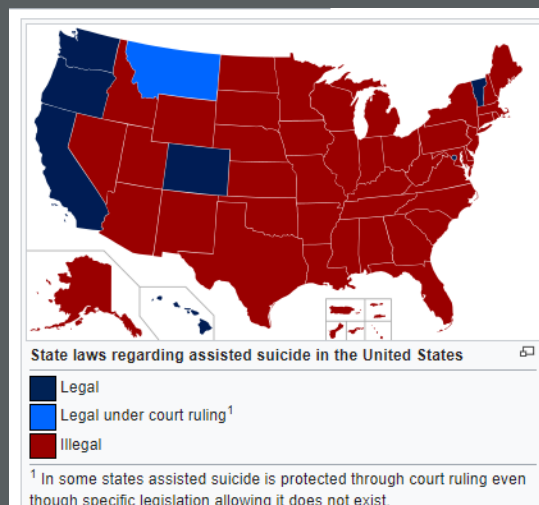 State laws regarding assisted suicide in the United States
Legal
Legal under court ruling¹
Illegal
¹ In some states assisted suicide is protected through court ruling even
though specific legislation allowing it does not exist.